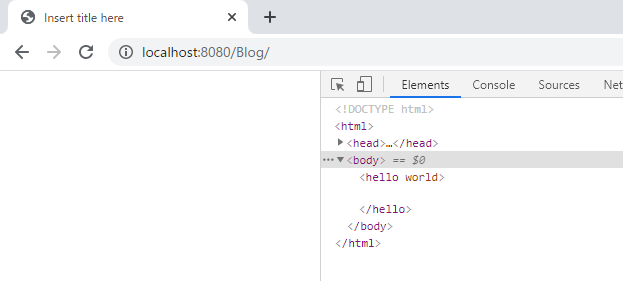 Insert title here
localhost:8080/Blog/
Elements Console Sources Net
<!DOCTYPE html>
<html>
<head>…</head>
<body> == $0
<hello world>
</hello>
</body>
</html>